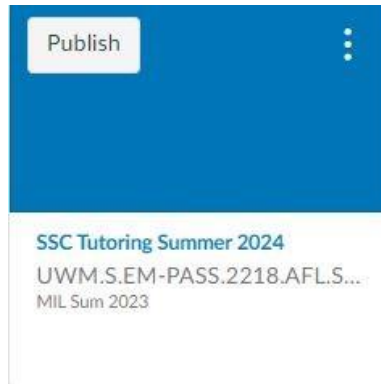 Publish
SSC Tutoring Summer 2024
UWM.S.EM-PASS.2218.AFL.S...
MIL Sum 2023